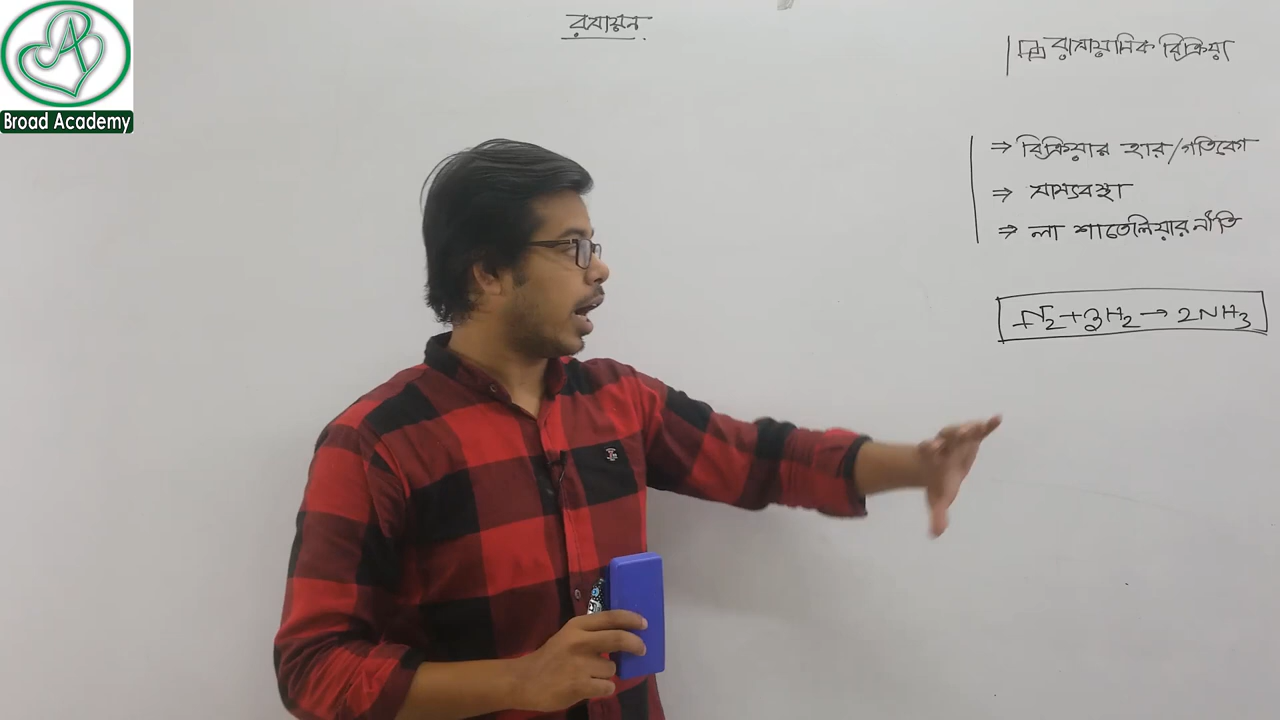 Broad Academy
রসায়ন
রাসায়নিক বিক্রিয়া
⇒ বিক্রিয়ার হার/গতিবেগ
⇒ সাম্যবস্থা
⇒ লা শাতেলিয়ার নীতি
N₂+3H₂→2NH₃